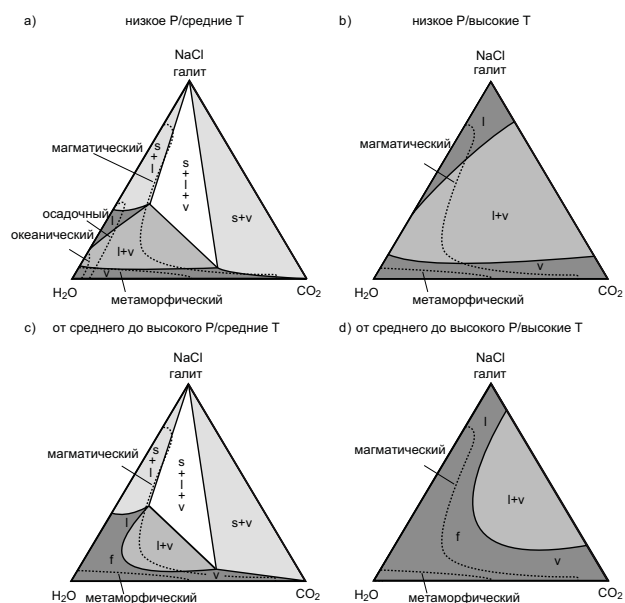 a) низкое P/средние T
NaCl
галит
магматический
s
+
l
осадочный
океанический
l
s
+
l
+
v
s+v
l+v
v
H₂O
CO₂
метаморфический
b) низкое P/высокие T
NaCl
галит
l
магматический
l+v
v
H₂O
CO₂
метаморфический
c) от среднего до высокого P/средние T
NaCl
галит
магматический
s
+
l
s
+
l
+
v
s+v
l
f
l+v
v
H₂O
CO₂
метаморфический
d) от среднего до высокого P/высокие T
NaCl
галит
l
магматический
l+v
f
v
H₂O
CO₂
метаморфический